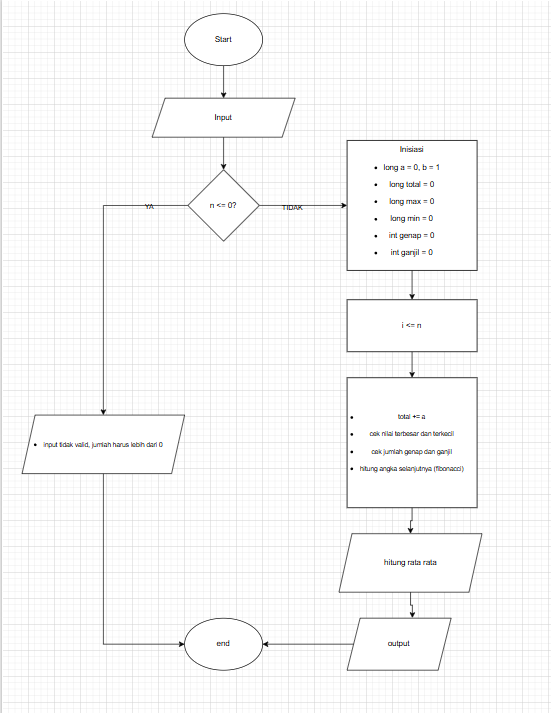 Start
Input
n <= 0?
YA
TIDAK
Inisiasi
• long a = 0, b = 1
• long total = 0
• long max = 0
• long min = 0
• int genap = 0
• int ganjil = 0
i <= n
• total += a
• cek nilai terbesar dan terkecil
• cek jumlah genap dan ganjil
• hitung angka selanjutnya (fibonacci)
• input tidak valid, jumlah harus lebih dari 0
hitung rata rata
output
end